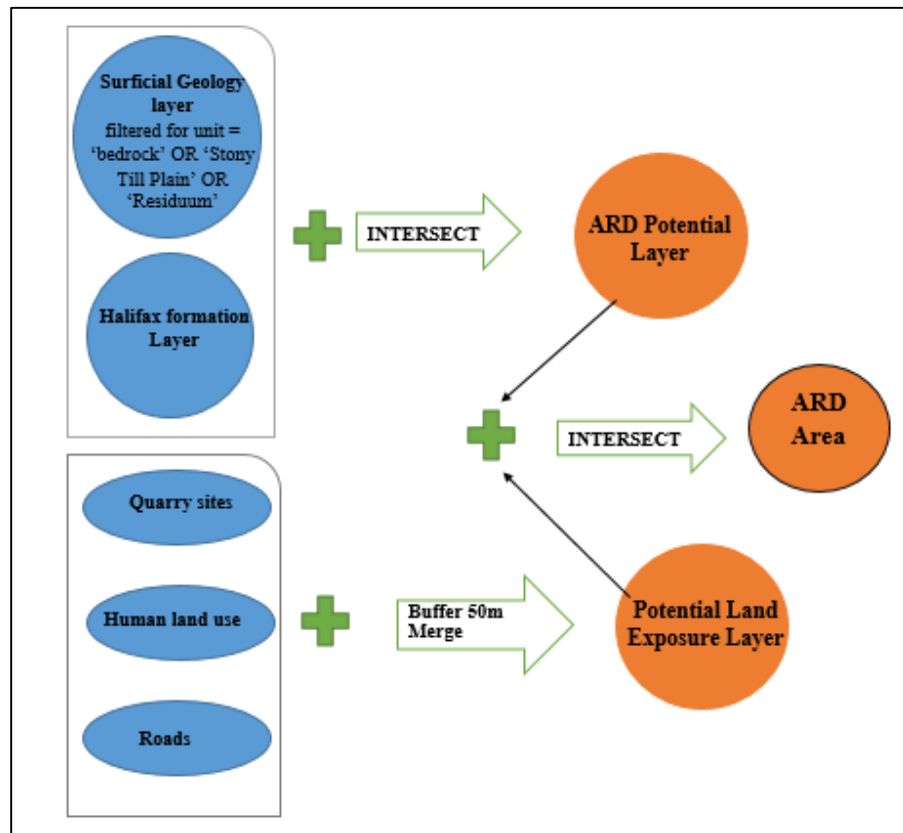 Surficial Geology
layer
filtered for unit =
‘bedrock’ OR ‘Stony
Till Plain’ OR
‘Residuum’
Halifax formation
Layer
INTERSECT
ARD Potential
Layer
INTERSECT
ARD
Area
Quarry sites
Human land use
Roads
Buffer 50m
Merge
Potential Land
Exposure Layer